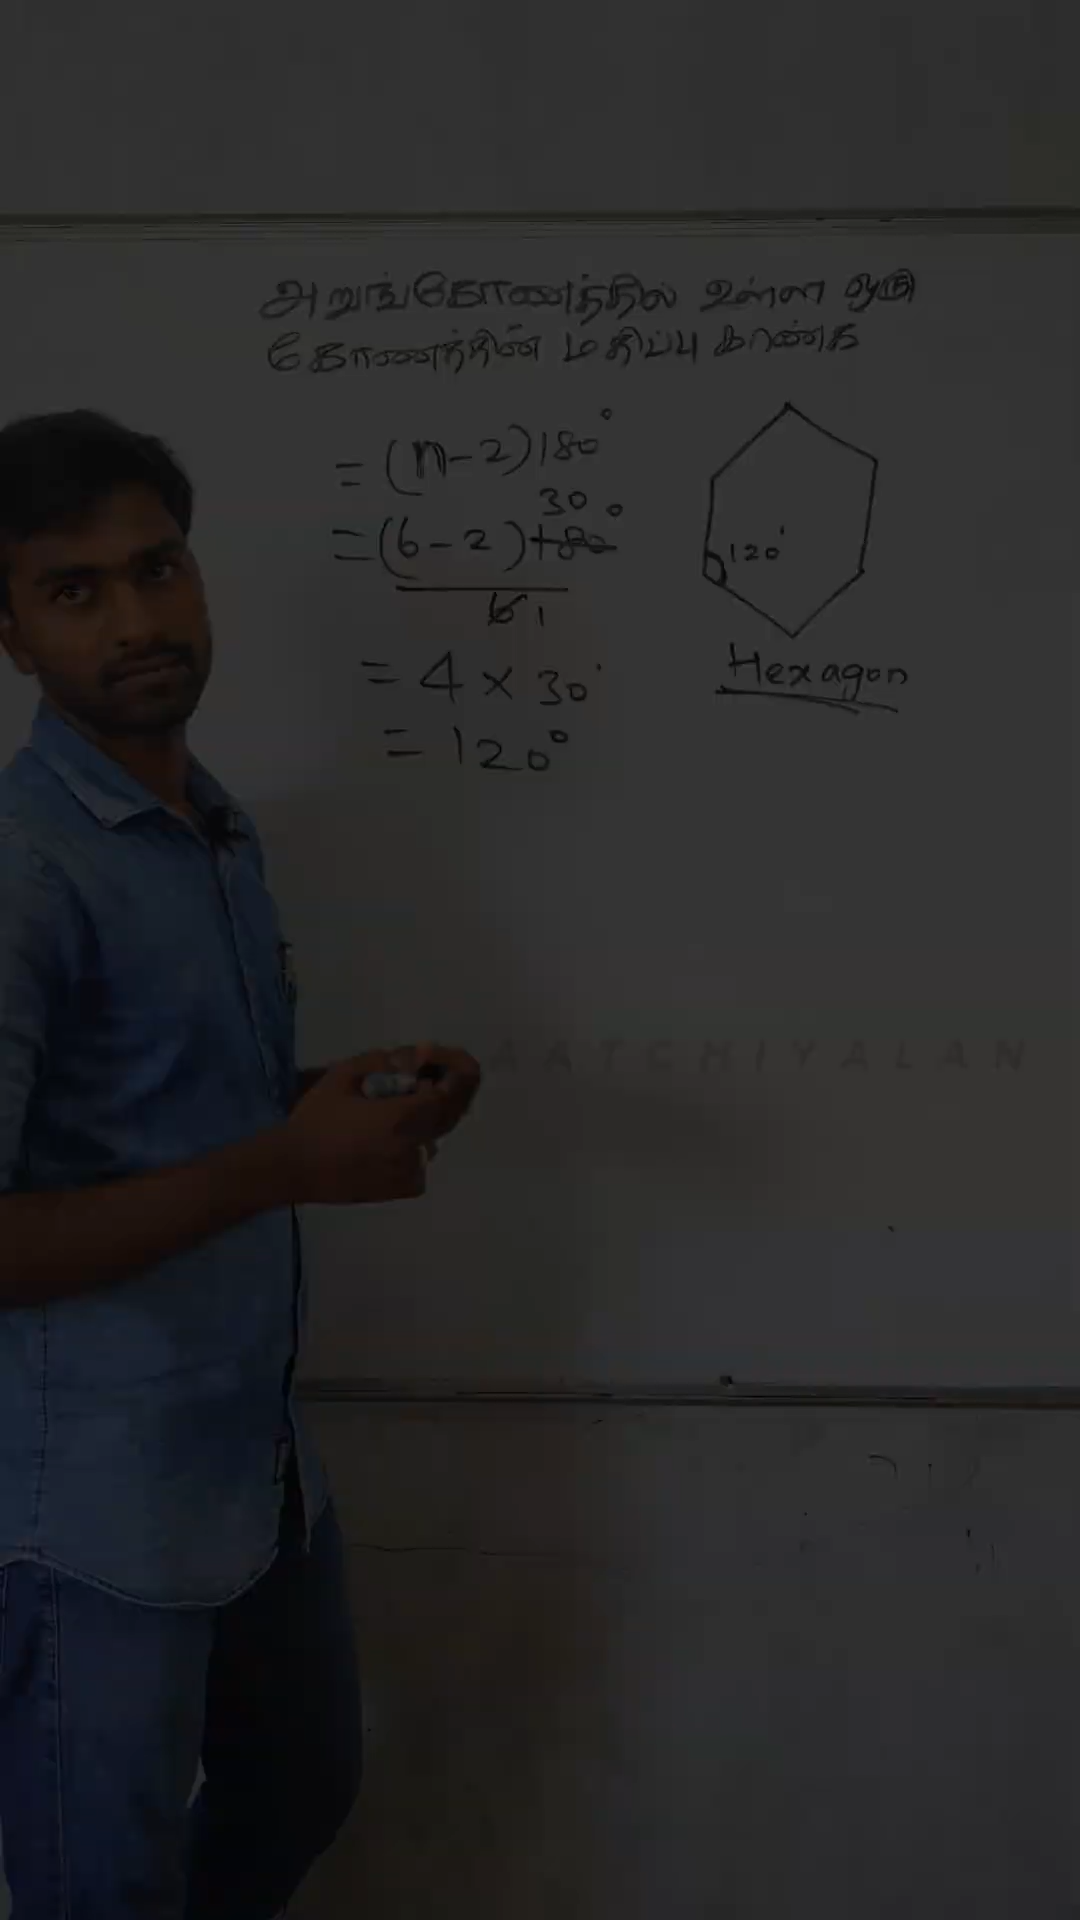 அறுங்கோணத்தில் உள்ள ஒரு
கோணத்தின் மதிப்பு காண்க
= (n-2)180°
30
= (6-2)180°
6 1
= 4 × 30°
= 120°
120°
Hexagon
AATCHIYALAN